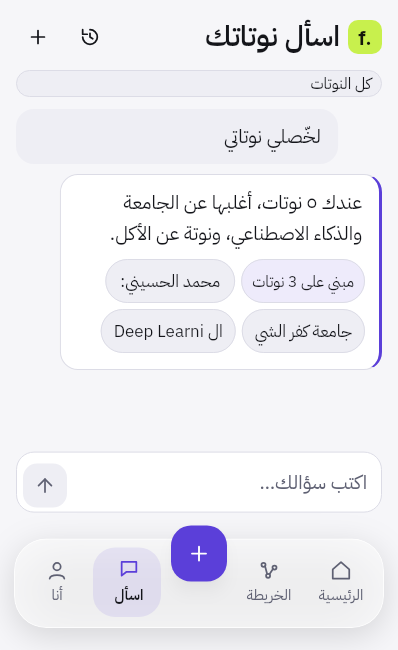 f. اسأل نوتاتك
كل النوتات
لخّصلي نوتاتي
عندك ٥ نوتات، أغلبها عن الجامعة
والذكاء الاصطناعي، ونوتة عن الأكل.
مبني على 3 نوتات
محمد الحسيني:
جامعة كفر الشي
ال Deep Learni
اكتب سؤالك...
الرئيسية
الخريطة
اسأل
أنا